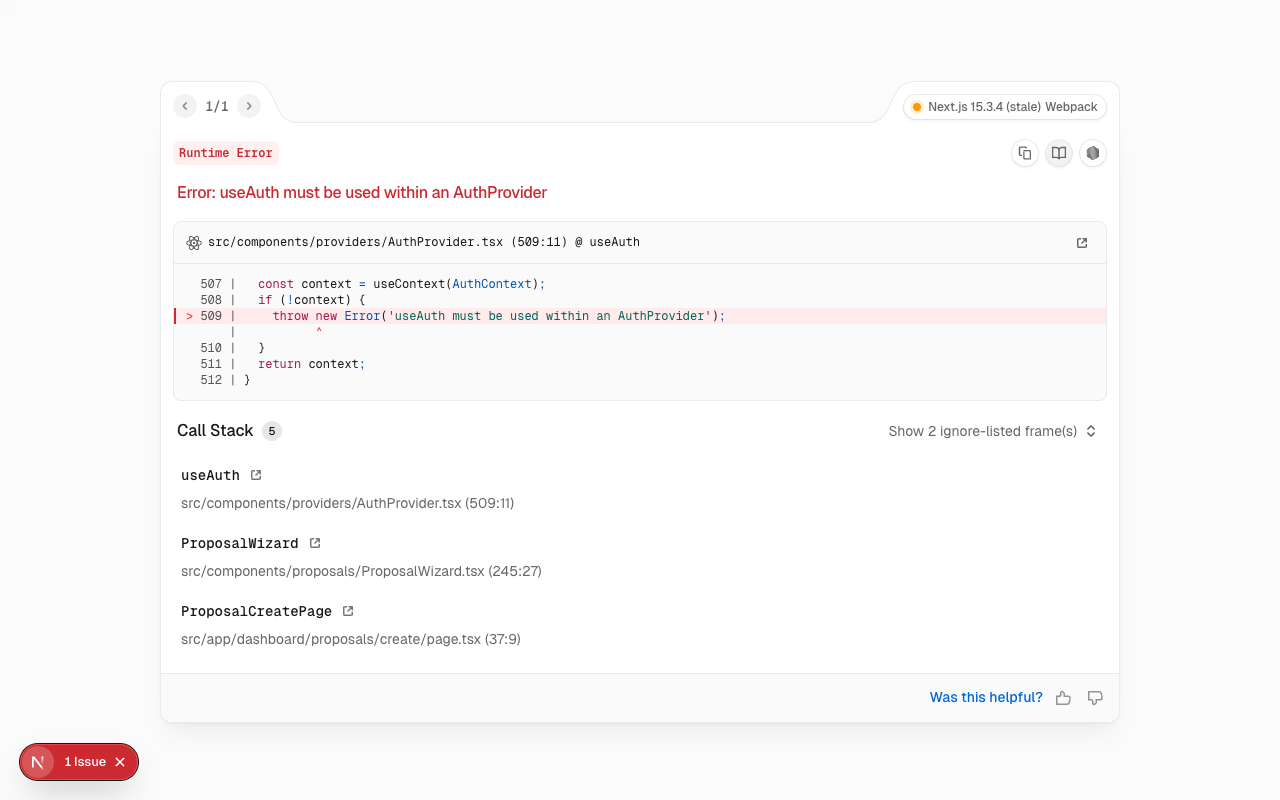 1/1
Next.js 15.3.4 (stale) Webpack
Runtime Error
Error: useAuth must be used within an AuthProvider
src/components/providers/AuthProvider.tsx (509:11) @ useAuth
507 |   const context = useContext(AuthContext);
508 |   if (!context) {
> 509 |     throw new Error('useAuth must be used within an AuthProvider');
|           ^
510 |   }
511 |   return context;
512 | }
Call Stack 5
Show 2 ignore-listed frame(s)
useAuth
src/components/providers/AuthProvider.tsx (509:11)
ProposalWizard
src/components/proposals/ProposalWizard.tsx (245:27)
ProposalCreatePage
src/app/dashboard/proposals/create/page.tsx (37:9)
Was this helpful?
N 1 Issue